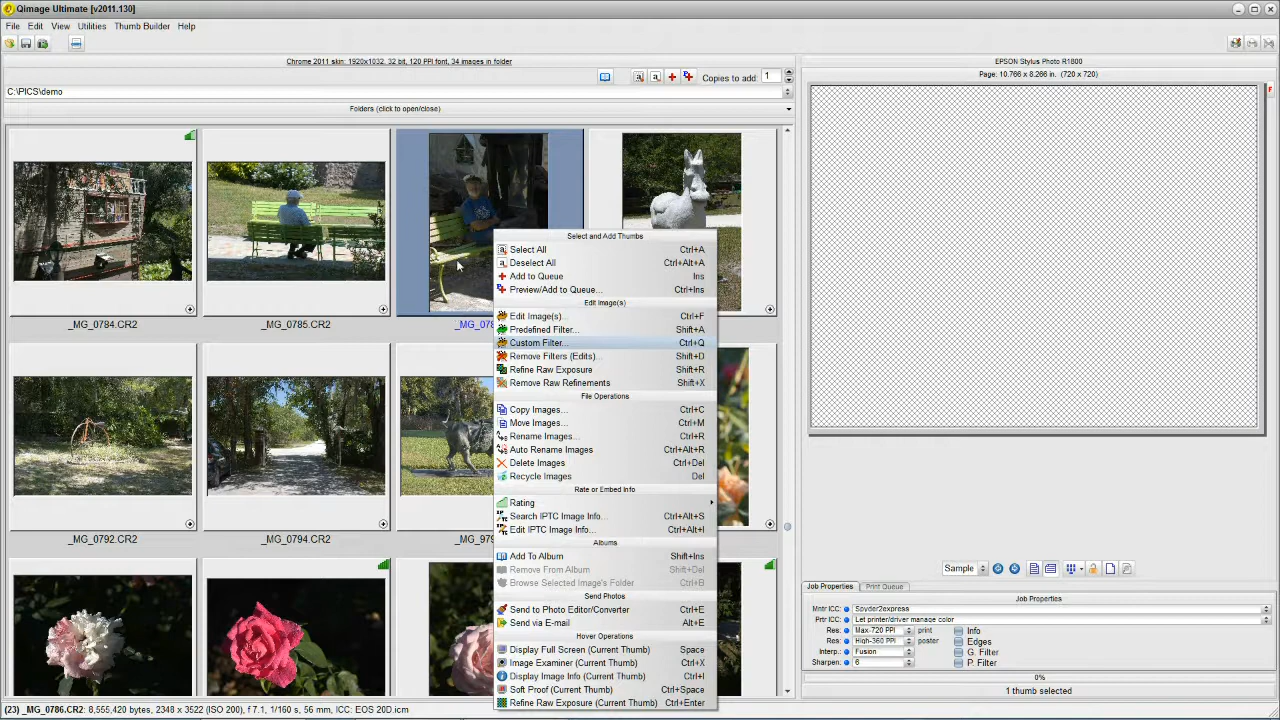 Qimage Ultimate [v2011.130]
File Edit View Utilities Thumb Builder Help
Chrome 2011 skin: 1920x1032, 32 bit, 120 PPI font, 34 images in folder
Copies to add: 1
C:\PICS\demo
Folders (click to open/close)
EPSON Stylus Photo R1800
Page: 10.766 x 8.266 in. (720 x 720)
F
_MG_0784.CR2
_MG_0785.CR2
_MG_078
Select and Add Thumbs
Select All Ctrl+A
Deselect All Ctrl+Alt+A
Add to Queue Ins
Preview/Add to Queue... Ctrl+Ins
Edit Image(s)
Edit Image(s)... Ctrl+F
Predefined Filter... Shift+A
Custom Filter... Ctrl+Q
Remove Filters (Edits)... Shift+D
Refine Raw Exposure Shift+R
Remove Raw Refinements Shift+X
File Operations
Copy Images... Ctrl+C
Move Images... Ctrl+M
Rename Images... Ctrl+R
Auto Rename Images Ctrl+Alt+R
Delete Images Ctrl+Del
Recycle Images Del
Rate or Embed Info
Rating
Search IPTC Image Info... Ctrl+Alt+S
Edit IPTC Image Info... Ctrl+Alt+I
Albums
Add To Album Shift+Ins
Remove From Album Shift+Del
Browse Selected Image's Folder Ctrl+B
Send Photos
Send to Photo Editor/Converter Ctrl+E
Send via E-mail Alt+E
Hover Operations
Display Full Screen (Current Thumb) Space
Image Examiner (Current Thumb) Ctrl+X
Display Image Info (Current Thumb) Ctrl+I
Soft Proof (Current Thumb) Ctrl+Space
Refine Raw Exposure (Current Thumb) Ctrl+Enter
_MG_0792.CR2
_MG_0794.CR2
_MG_979
Sample
Job Properties Print Queue
Job Properties
Mntr ICC: Spyder2express
Prtr ICC: Let printer/driver manage color
Res: Max-720 PPI print Info
Res: High-360 PPI poster Edges
Interp.: Fusion G. Filter
Sharpen: 6 P. Filter
0%
1 thumb selected
(23) _MG_0786.CR2: 8,555,420 bytes, 2348 x 3522 (ISO 200), f 7.1, 1/160 s, 56 mm, ICC: EOS 20D.icm